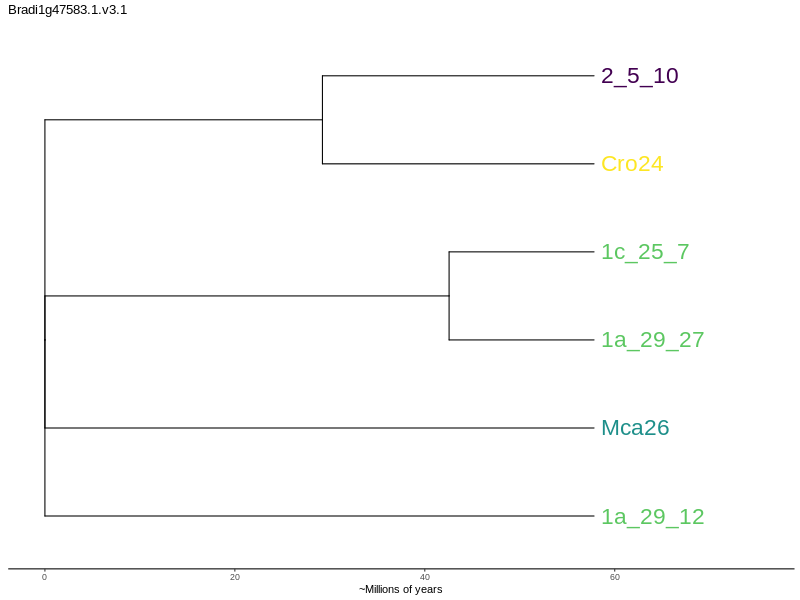 Bradi1g47583.1.v3.1
2_5_10
Cro24
1c_25_7
1a_29_27
Mca26
1a_29_12
0 20 40 60
~Millions of years